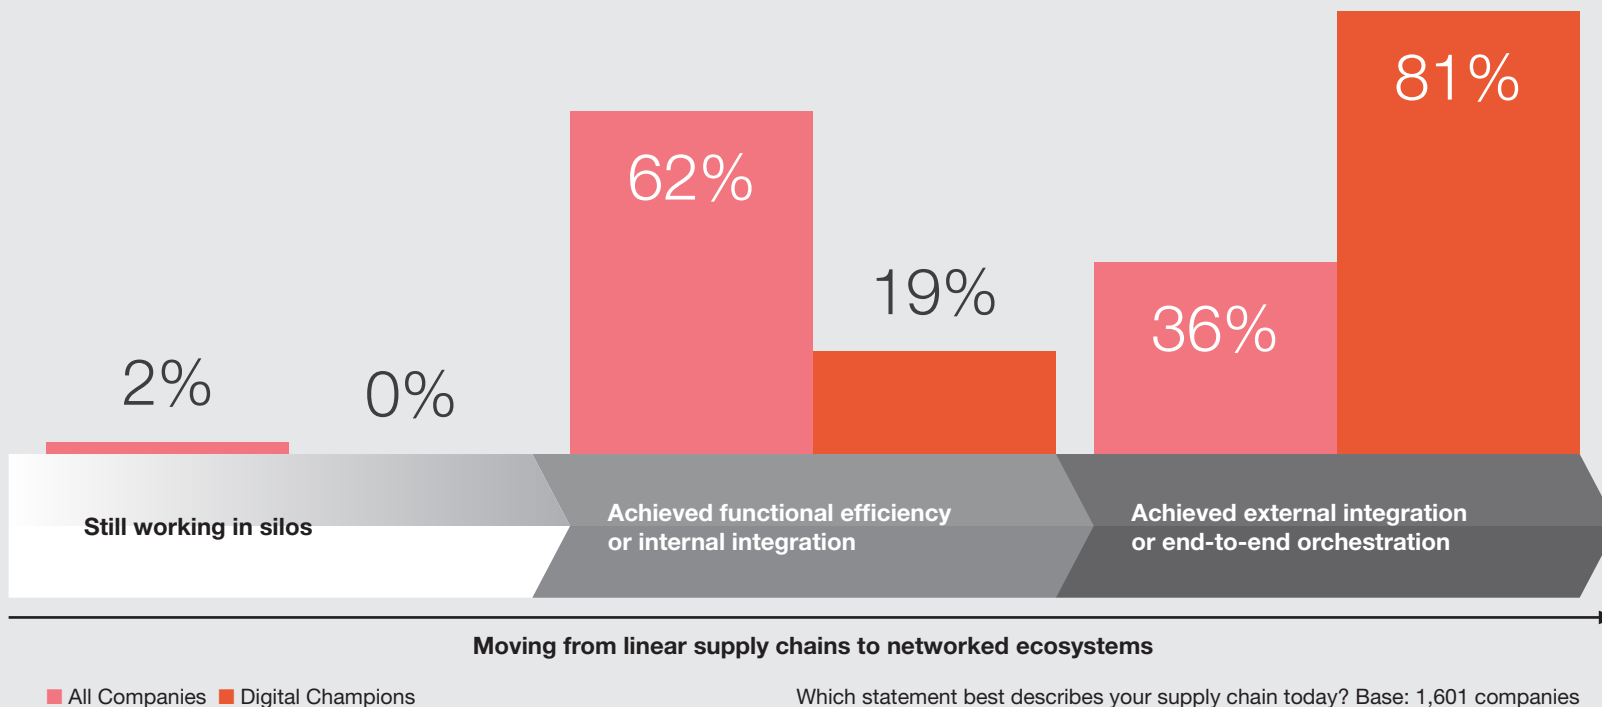 2%
0%
62%
19%
36%
81%
Still working in silos
Achieved functional efficiency
or internal integration
Achieved external integration
or end-to-end orchestration
Moving from linear supply chains to networked ecosystems
All Companies
Digital Champions
Which statement best describes your supply chain today? Base: 1,601 companies